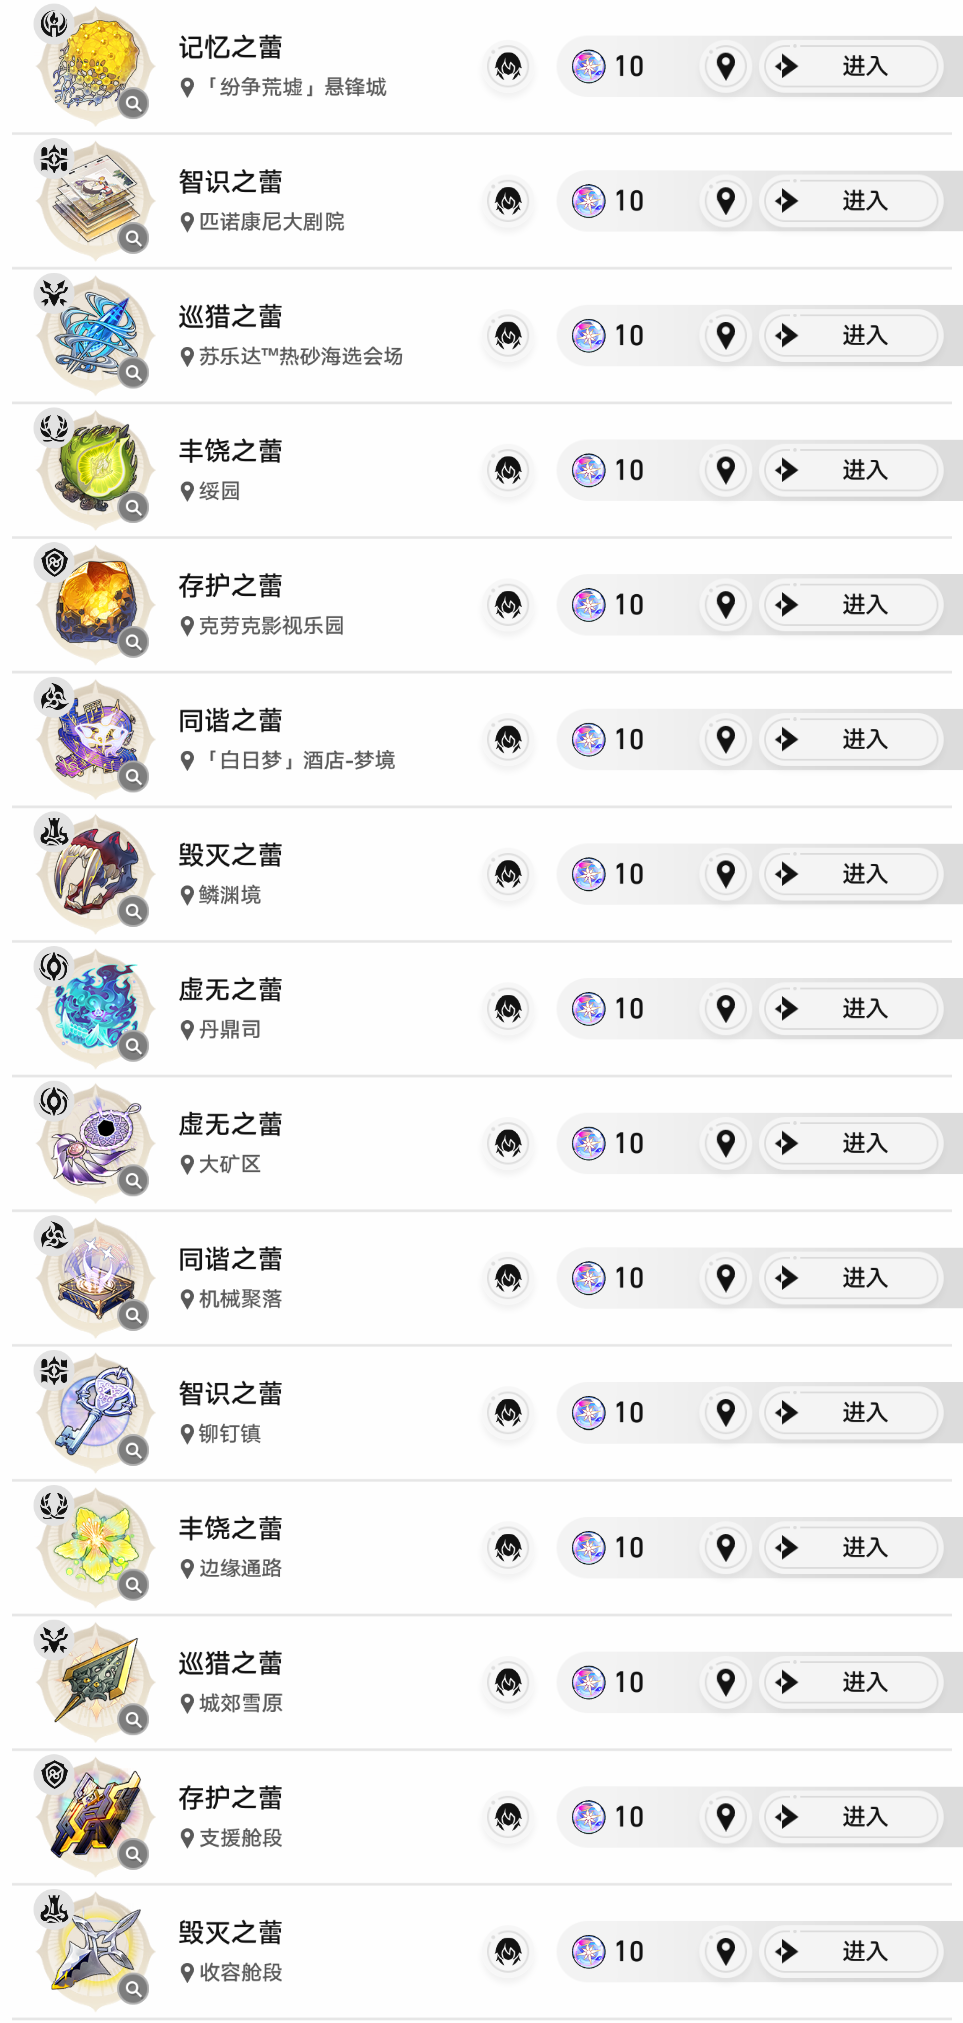 记忆之蕾
「纷争荒墟」悬锋城
10
进入
智识之蕾
匹诺康尼大剧院
10
进入
巡猎之蕾
苏乐达™热砂海选会场
10
进入
丰饶之蕾
绥园
10
进入
存护之蕾
克劳克影视乐园
10
进入
同谐之蕾
「白日梦」酒店-梦境
10
进入
毁灭之蕾
鳞渊境
10
进入
虚无之蕾
丹鼎司
10
进入
虚无之蕾
大矿区
10
进入
同谐之蕾
机械聚落
10
进入
智识之蕾
铆钉镇
10
进入
丰饶之蕾
边缘通路
10
进入
巡猎之蕾
城郊雪原
10
进入
存护之蕾
支援舱段
10
进入
毁灭之蕾
收容舱段
10
进入